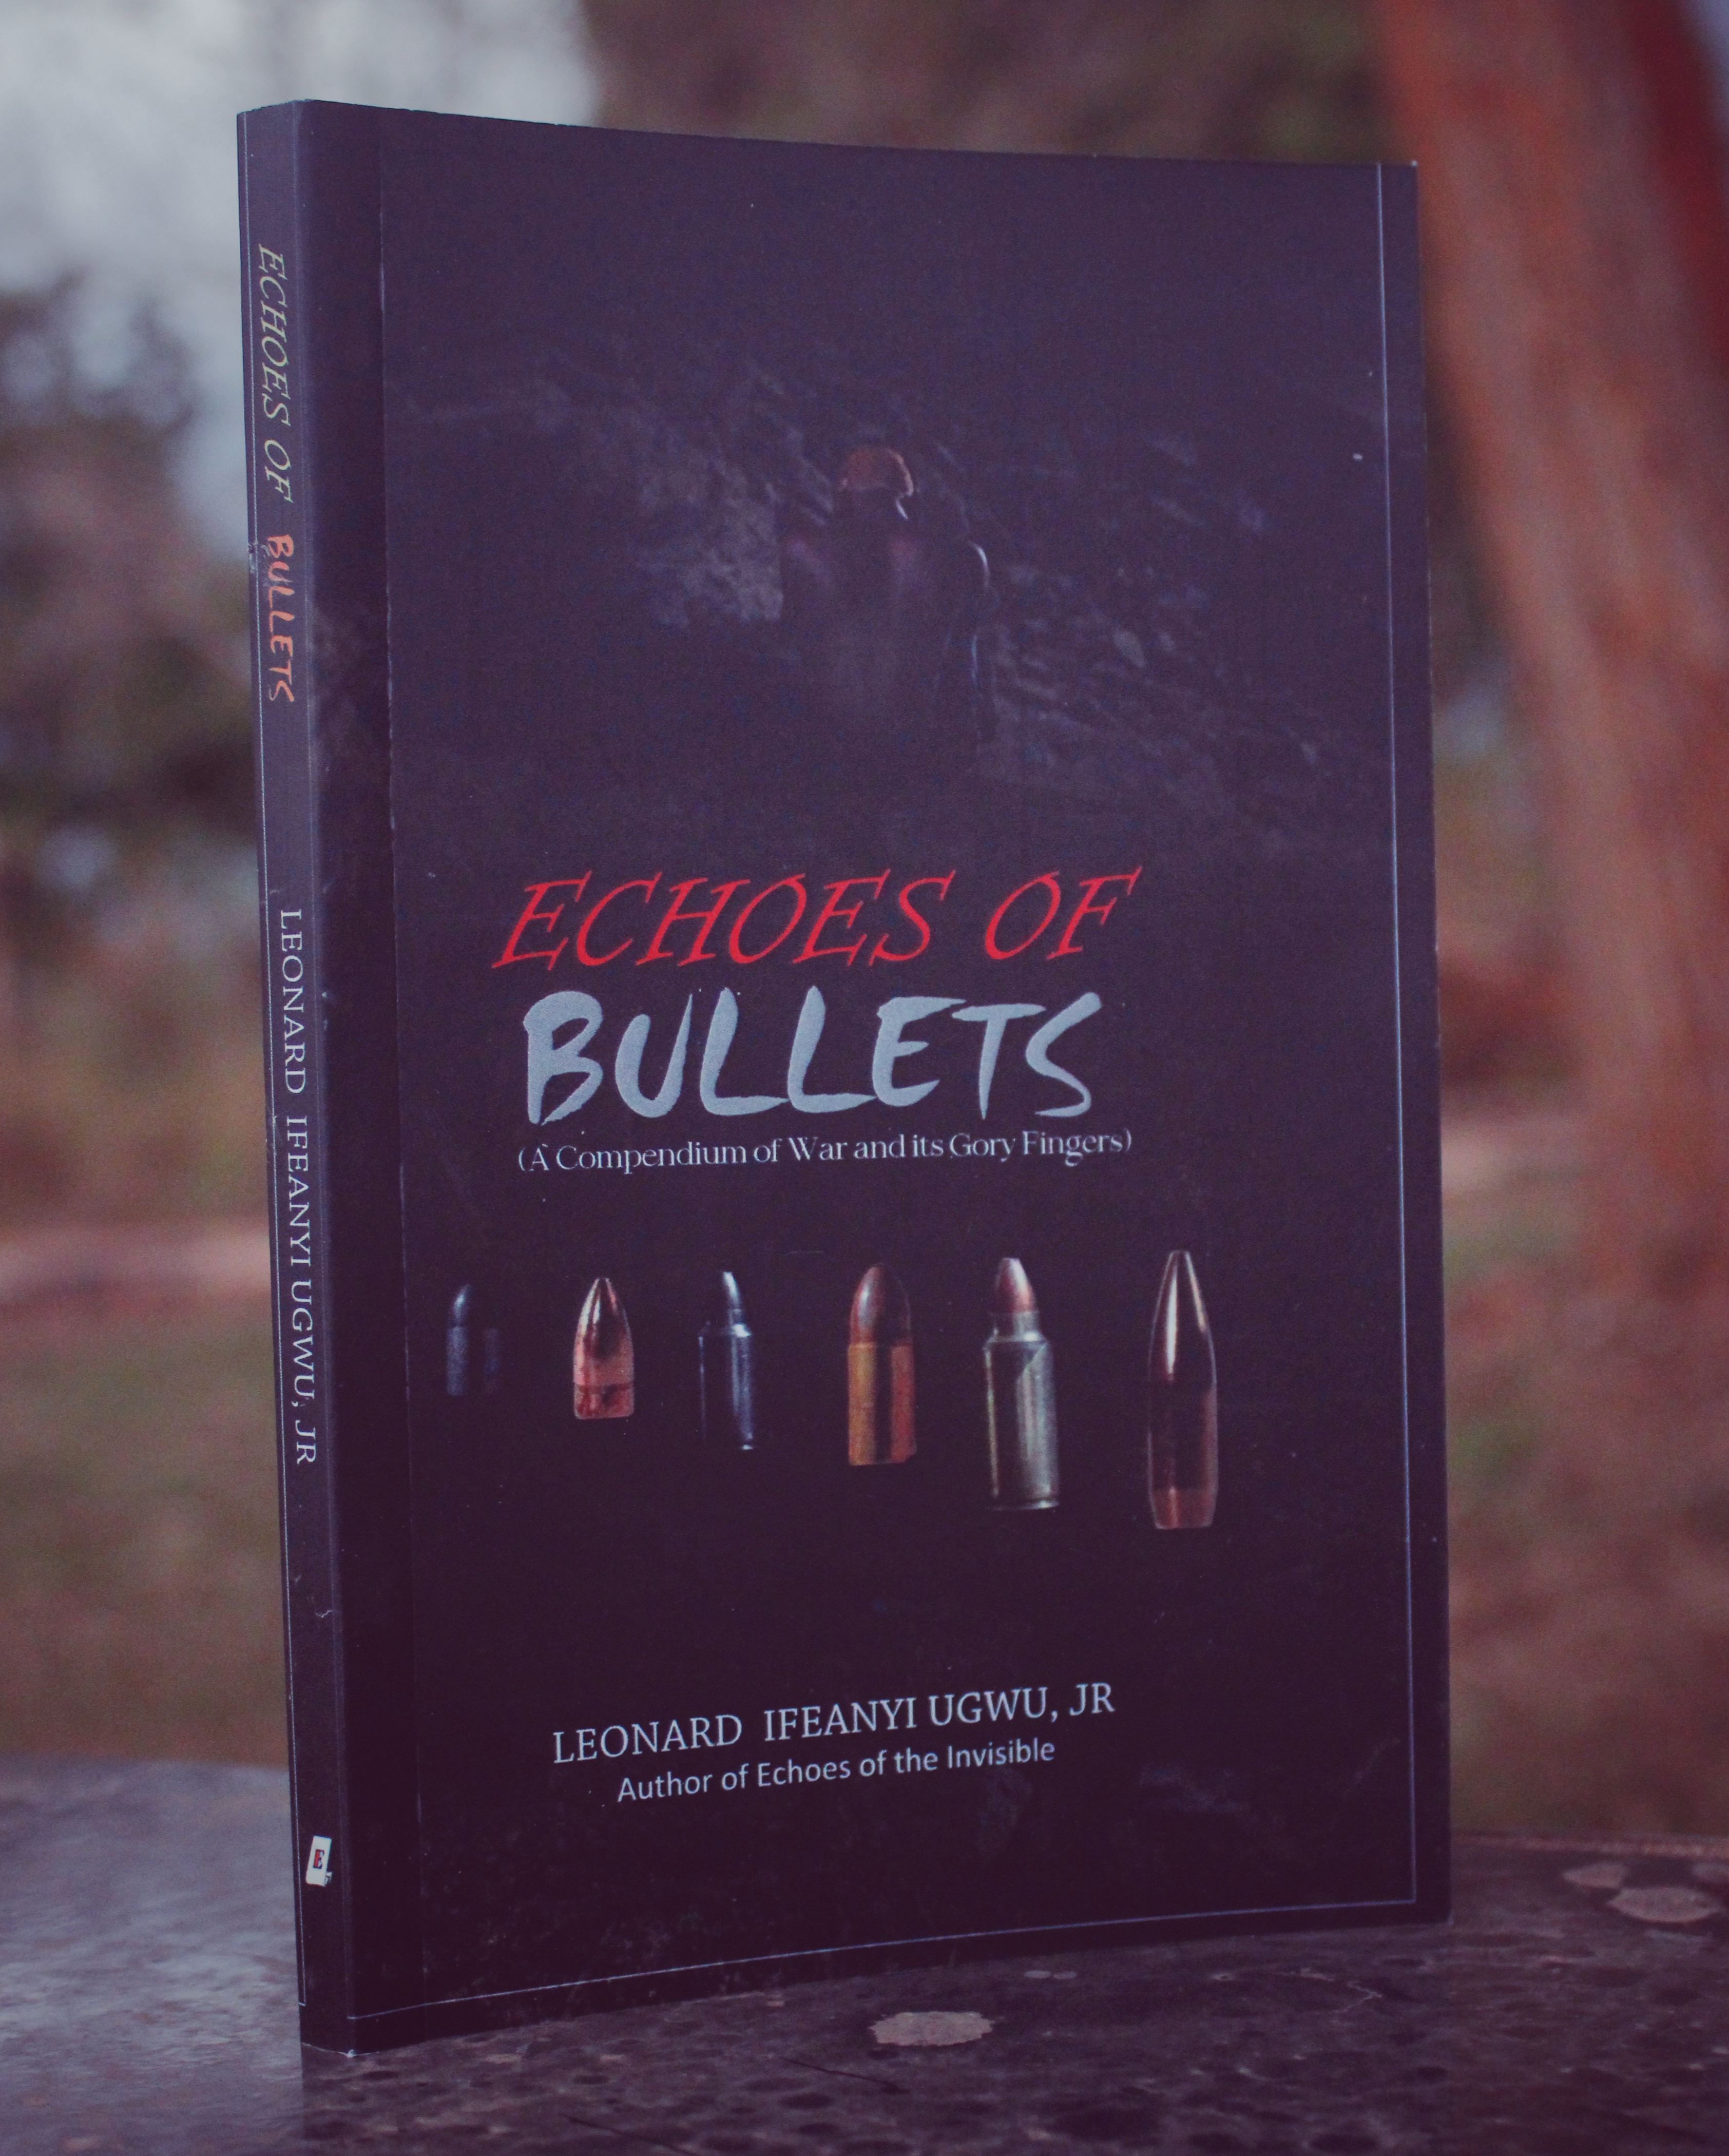 ECHOES OF BULLETS LEONARD IFEANYI UGWU, JR
E
ECHOES OF
BULLETS
(A Compendium of War and its Gory Fingers)
LEONARD IFEANYI UGWU, JR
Author of Echoes of the Invisible